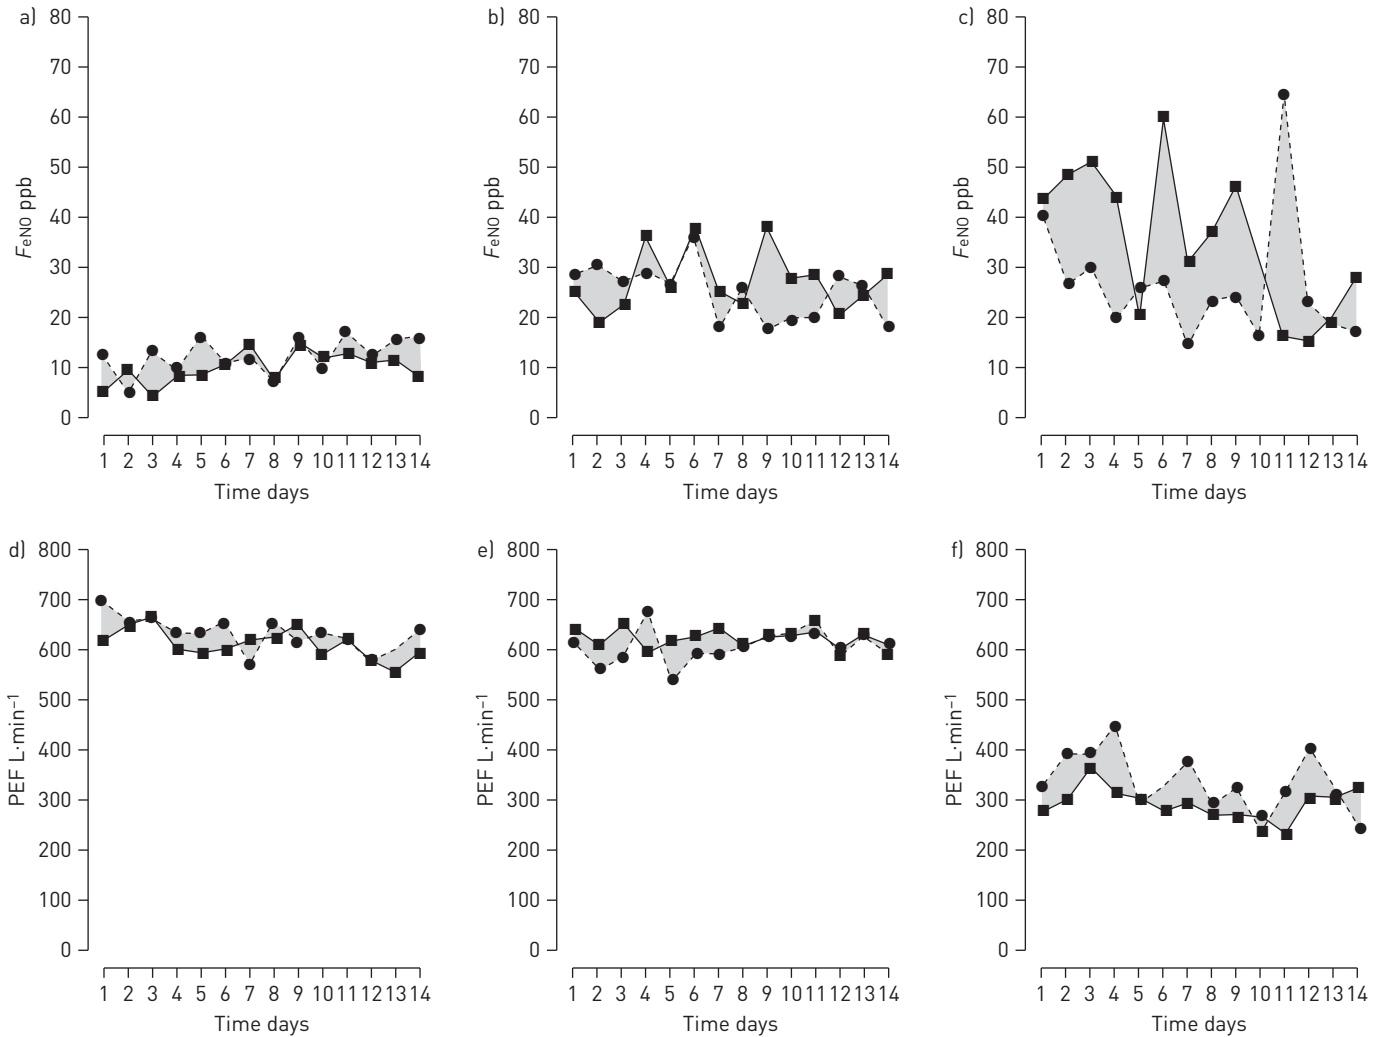 a) b) c)
80 80 80
70 70 70
60 60 60
50 50 50
40 40 40
30 30 30
20 20 20
10 10 10
0 0 0
FeNO ppb FeNO ppb FeNO ppb
1 2 3 4 5 6 7 8 9 10 11 12 13 14 1 2 3 4 5 6 7 8 9 10 11 12 13 14 1 2 3 4 5 6 7 8 9 10 11 12 13 14
Time days Time days Time days
d) e) f)
800 800 800
700 700 700
600 600 600
500 500 500
400 400 400
300 300 300
200 200 200
100 100 100
0 0 0
PEF L·min⁻¹ PEF L·min⁻¹ PEF L·min⁻¹
1 2 3 4 5 6 7 8 9 10 11 12 13 14 1 2 3 4 5 6 7 8 9 10 11 12 13 14 1 2 3 4 5 6 7 8 9 10 11 12 13 14
Time days Time days Time days